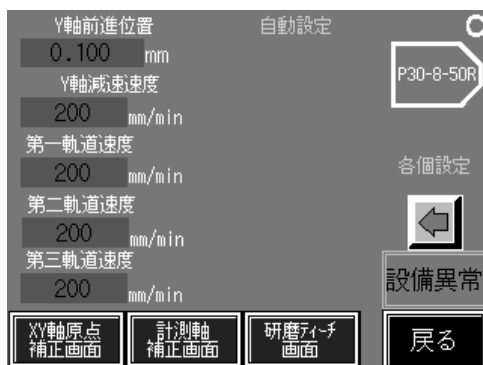 Y軸前進位置
自動設定
0.100 mm
P30-8-50R
Y軸減速速度
200 mm/min
第一軌道速度
200 mm/min
各個設定
第二軌道速度
200 mm/min
第三軌道速度
200 mm/min
設備異常
XY軸原点
補正画面
計測軸
補正画面
研磨ティーチ
画面
戻る